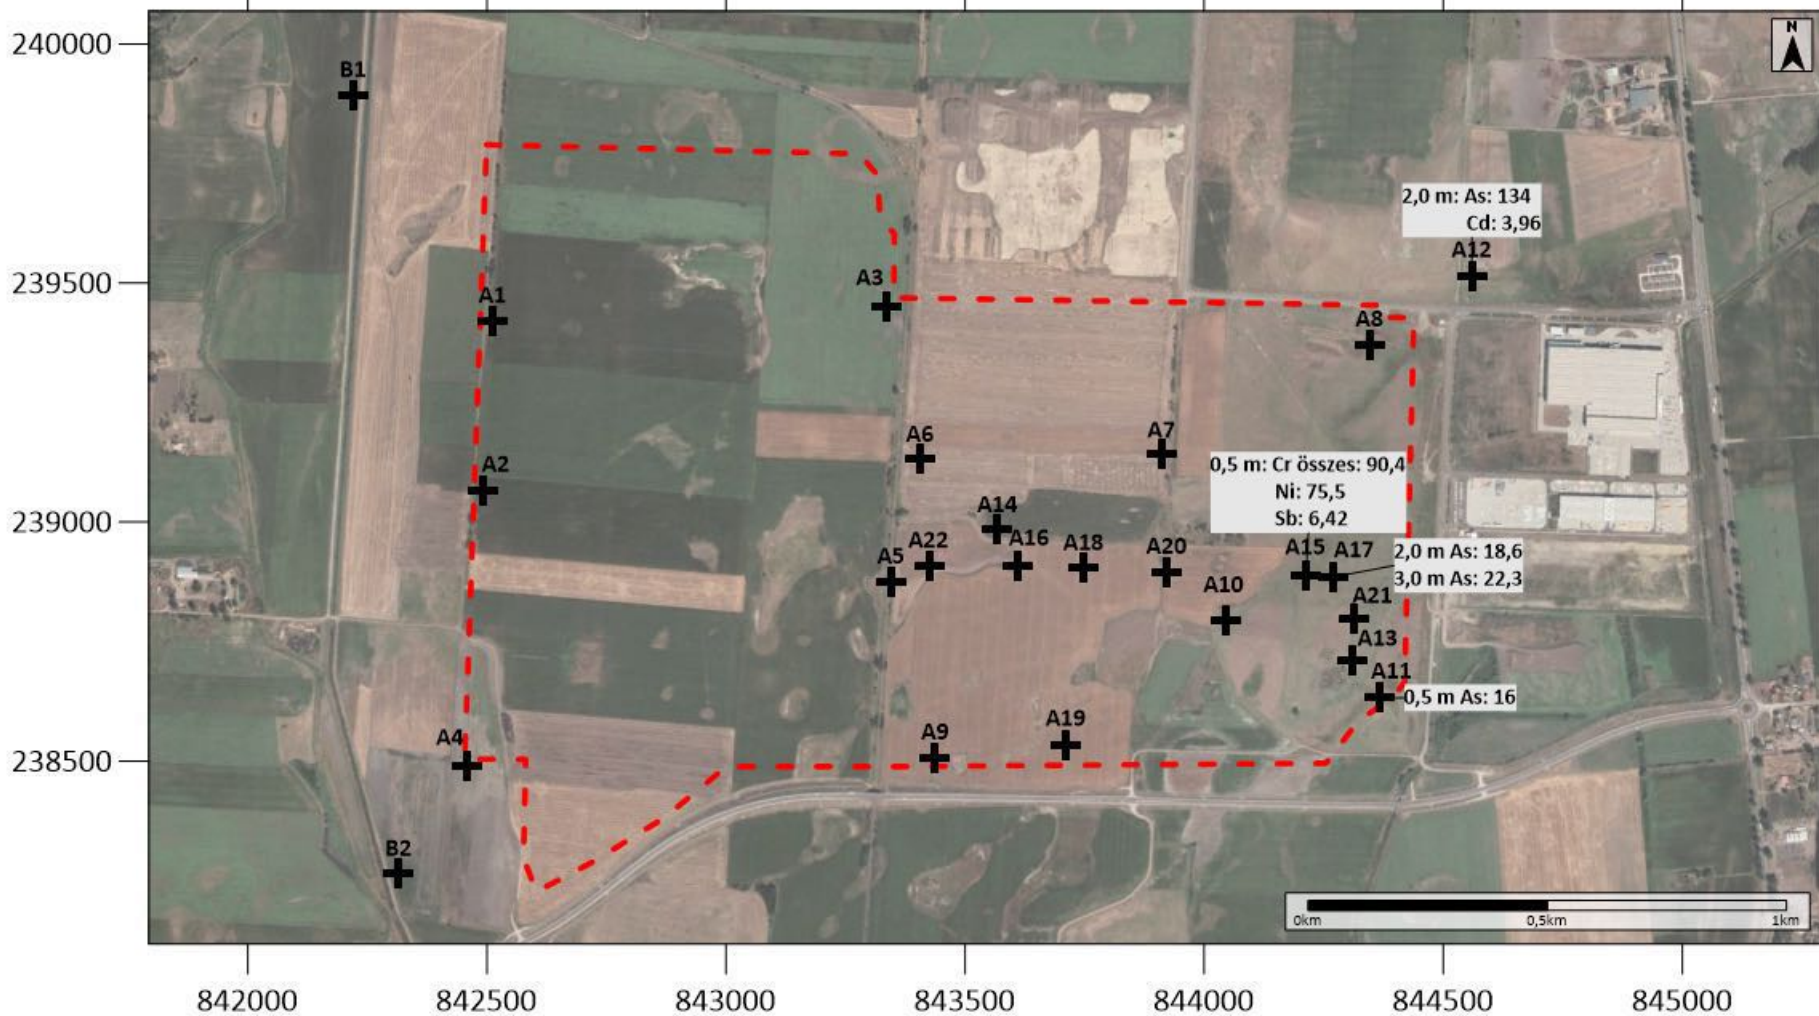 240000
N
B1
2,0 m: As: 134
Cd: 3,96
A12
239500
A3
A1
A8
A6
A7
A2
0,5 m: Cr összes: 90,4
Ni: 75,5
Sb: 6,42
239000
A14
A22
A16
A18
A20
A15
A17
2,0 m As: 18,6
3,0 m As: 22,3
A5
A10
A21
A13
A11
0,5 m As: 16
A19
A9
A4
238500
B2
0km
0,5km
1km
842000
842500
843000
843500
844000
844500
845000